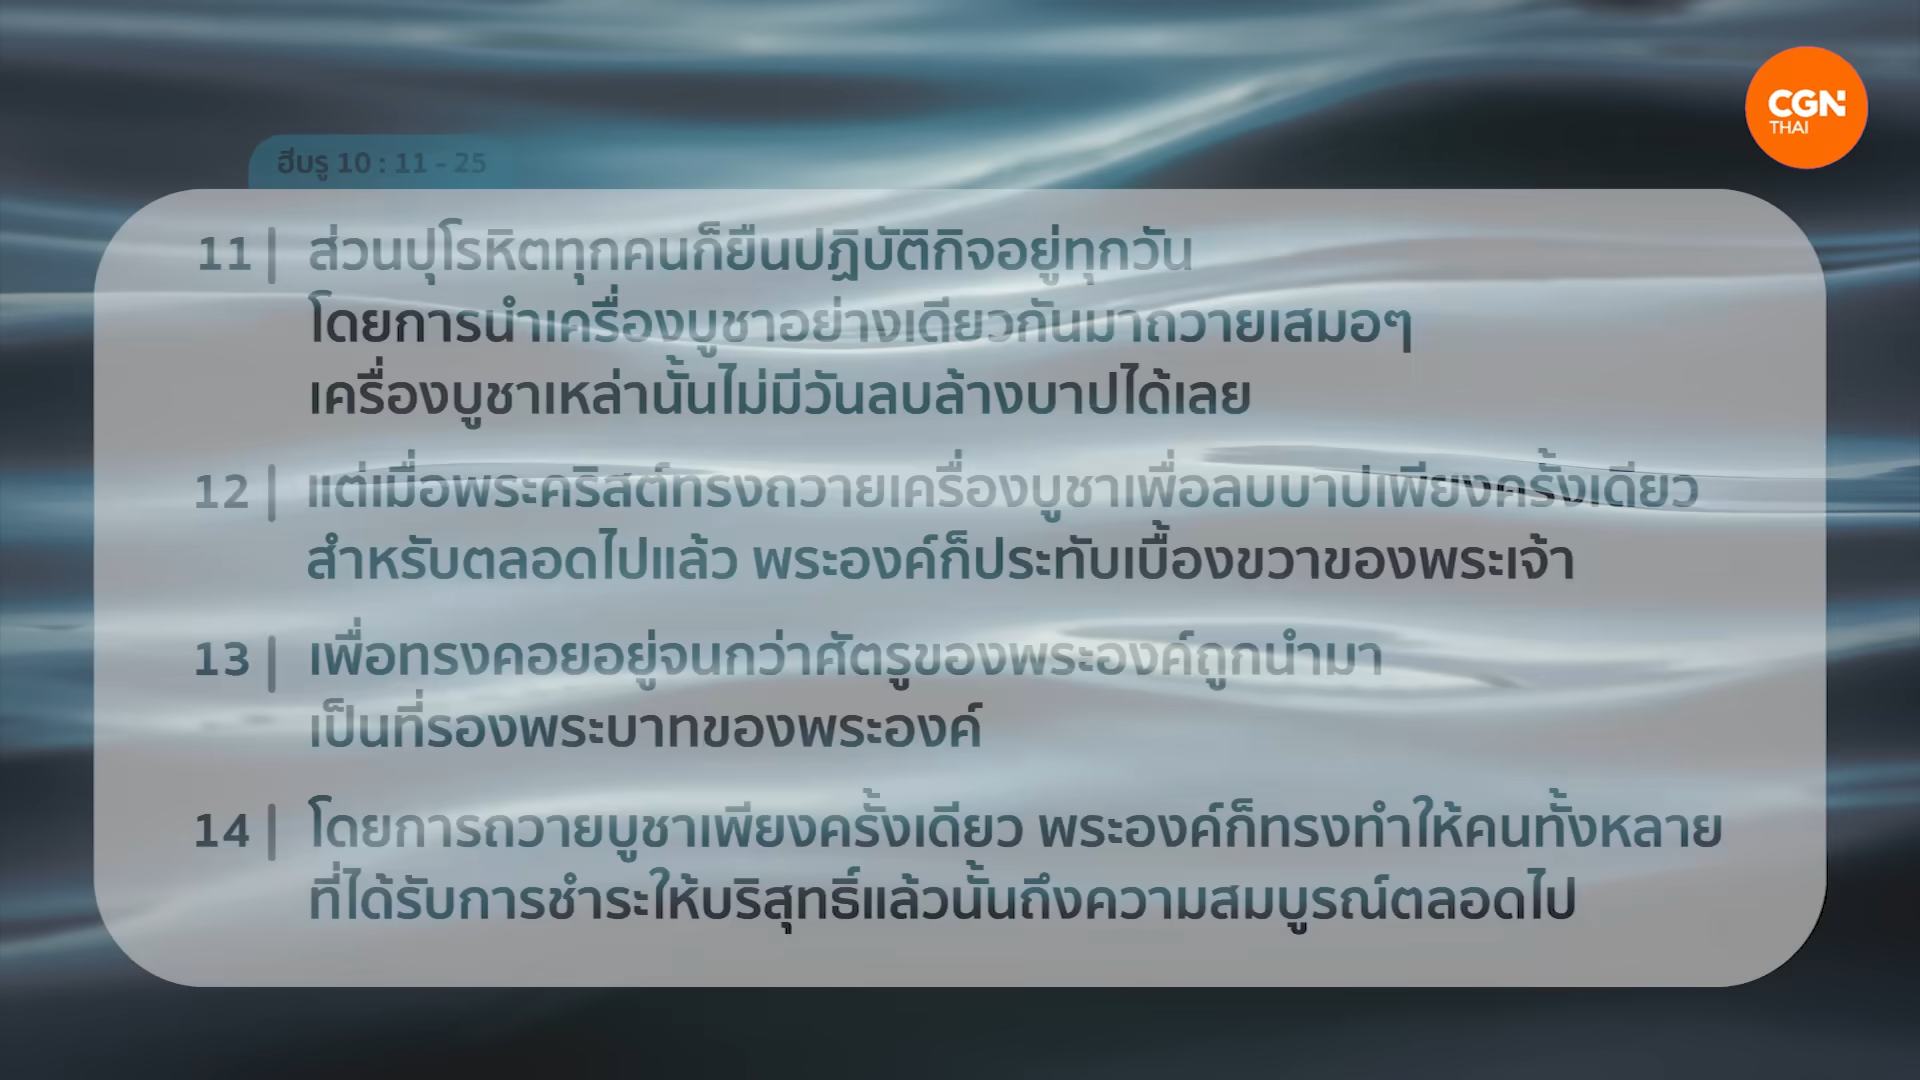 CGN
THAI
ฮีบรู 10 : 11 - 25
11 | ส่วนปุโรหิตทุกคนก็ยืนปฏิบัติกิจอยู่ทุกวัน
โดยการนำเครื่องบูชาอย่างเดียวกันมาถวายเสมอๆ
เครื่องบูชาเหล่านั้นไม่มีวันลบล้างบาปได้เลย
12 | แต่เมื่อพระคริสต์ทรงถวายเครื่องบูชาเพื่อลบบาปเพียงครั้งเดียว
สำหรับตลอดไปแล้ว พระองค์ก็ประทับเบื้องขวาของพระเจ้า
13 | เพื่อทรงคอยอยู่จนกว่าศัตรูของพระองค์ถูกนำมา
เป็นที่รองพระบาทของพระองค์
14 | โดยการถวายบูชาเพียงครั้งเดียว พระองค์ก็ทรงทำให้คนทั้งหลาย
ที่ได้รับการชำระให้บริสุทธิ์แล้วนั้นถึงความสมบูรณ์ตลอดไป